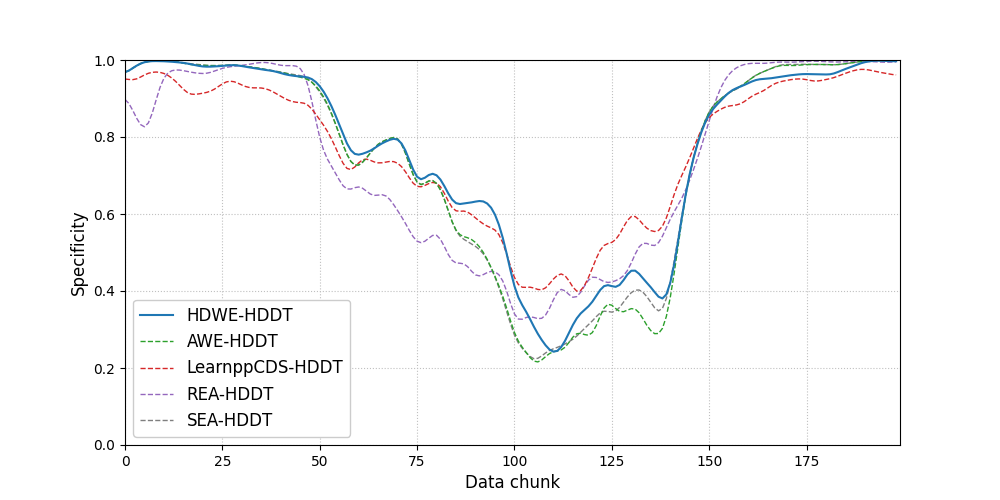 1.0
0.8
0.6
0.4
0.2
0.0
Specificity
HDWE-HDDT
AWE-HDDT
LearnppCDS-HDDT
REA-HDDT
SEA-HDDT
0 25 50 75 100 125 150 175
Data chunk